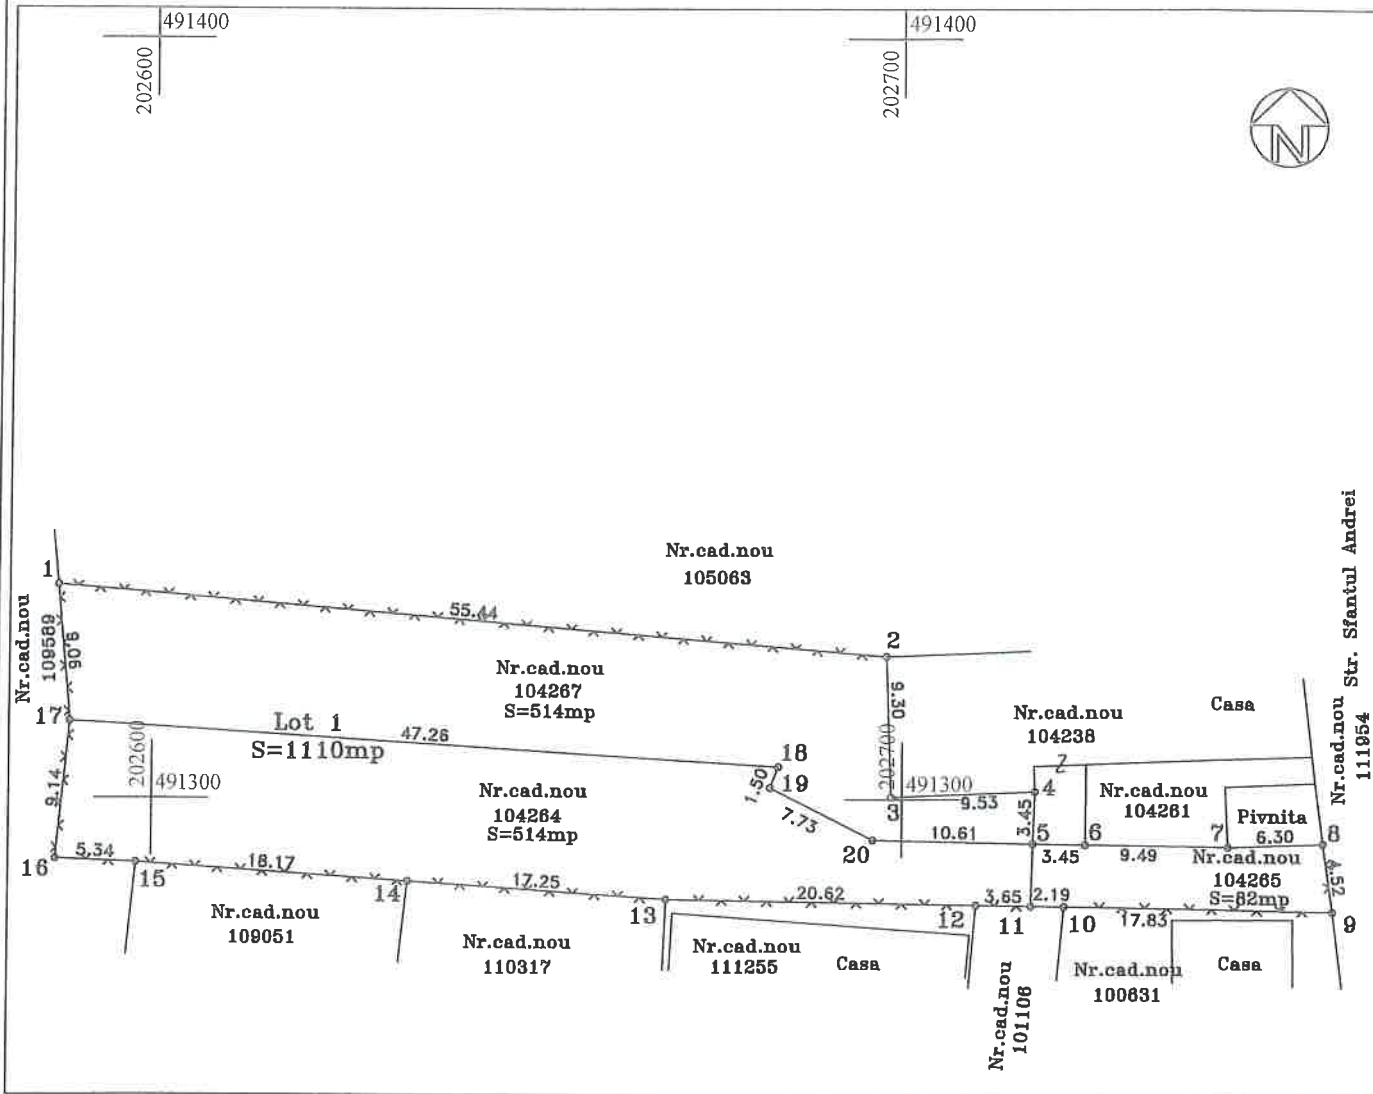 491400
202600
491400
202700
N
Nr.cad.nou
105063
1
55.44
2
Nr.cad.nou
109589
9.06
Nr.cad.nou
104267
S=514mp
9.30
Nr.cad.nou
104238
Casa
Nr.cad.nou
111954
Str. Sfantul Andrei
17
Lot 1
S=1110mp
47.26
18
202600
491300
9.14
1.50
19
7.73
Nr.cad.nou
104264
S=514mp
202700
491300
3
9.53
4
3.45
Nr.cad.nou
104261
Pivnita
6.30
20
10.61
5
3.45
6
9.49
7
8
Nr.cad.nou
104265
S=82mp
4.52
16
5.34
15
18.17
14
17.25
13
20.62
12
3.65
11
2.19
10
17.83
9
Nr.cad.nou
109051
Nr.cad.nou
110317
Nr.cad.nou
111255
Casa
Nr.cad.nou
101106
Nr.cad.nou
100631
Casa